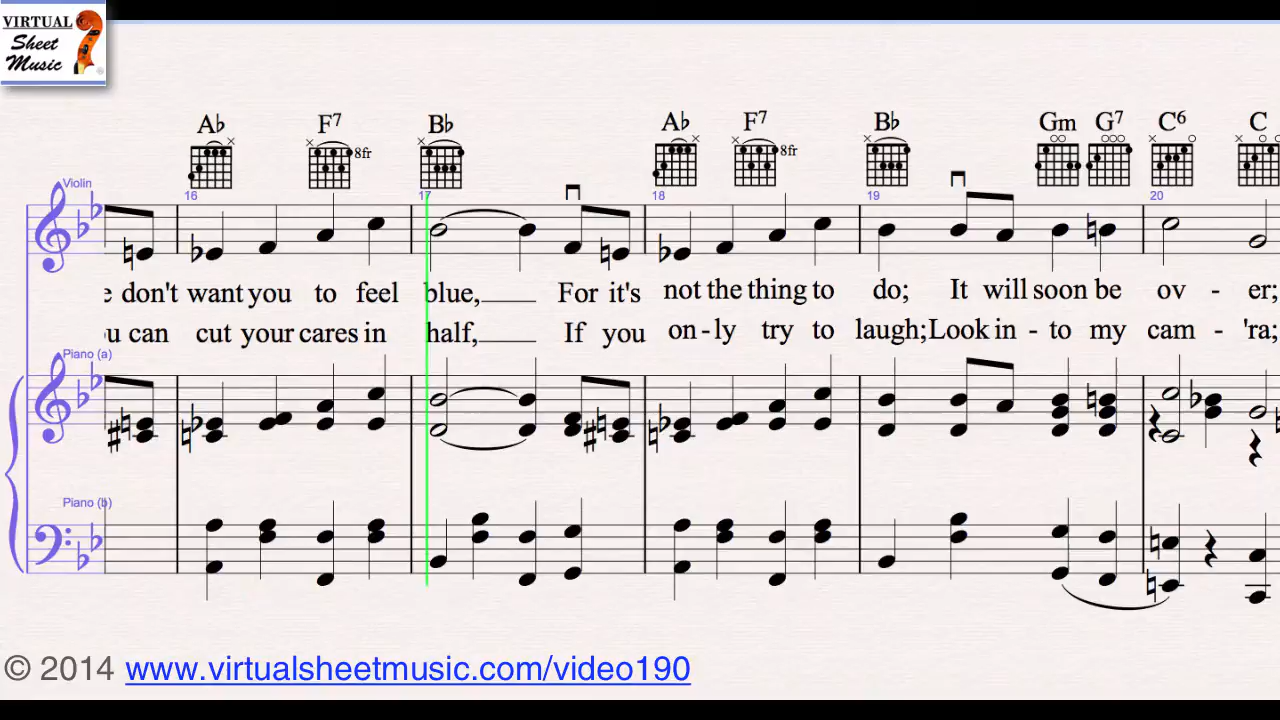 VIRTUAL
Sheet
Music
A♭ F7 B♭ A♭ F7 B♭ Gm G7 C6 C
8fr 8fr
Violin
16 17 18 19 20
e don't want you to feel blue, For it's not the thing to do; It will soon be ov - er;
u can cut your cares in half, If you on - ly try to laugh; Look in - to my cam - 'ra;
Piano (a)
Piano (b)
© 2014 www.virtualsheetmusic.com/video190